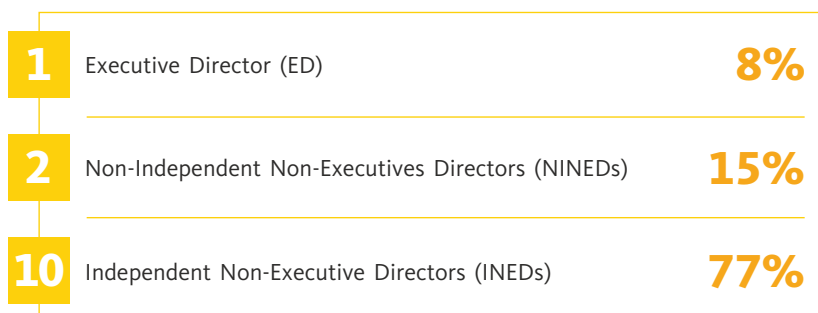 1 Executive Director (ED) 8%
2 Non-Independent Non-Executives Directors (NINEDs) 15%
10 Independent Non-Executive Directors (INEDs) 77%